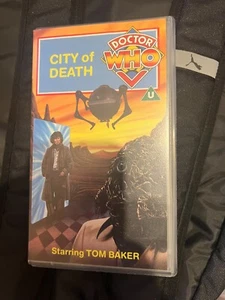 CITY of
DEATH
DOCTOR
WHO
U
Starring TOM BAKER